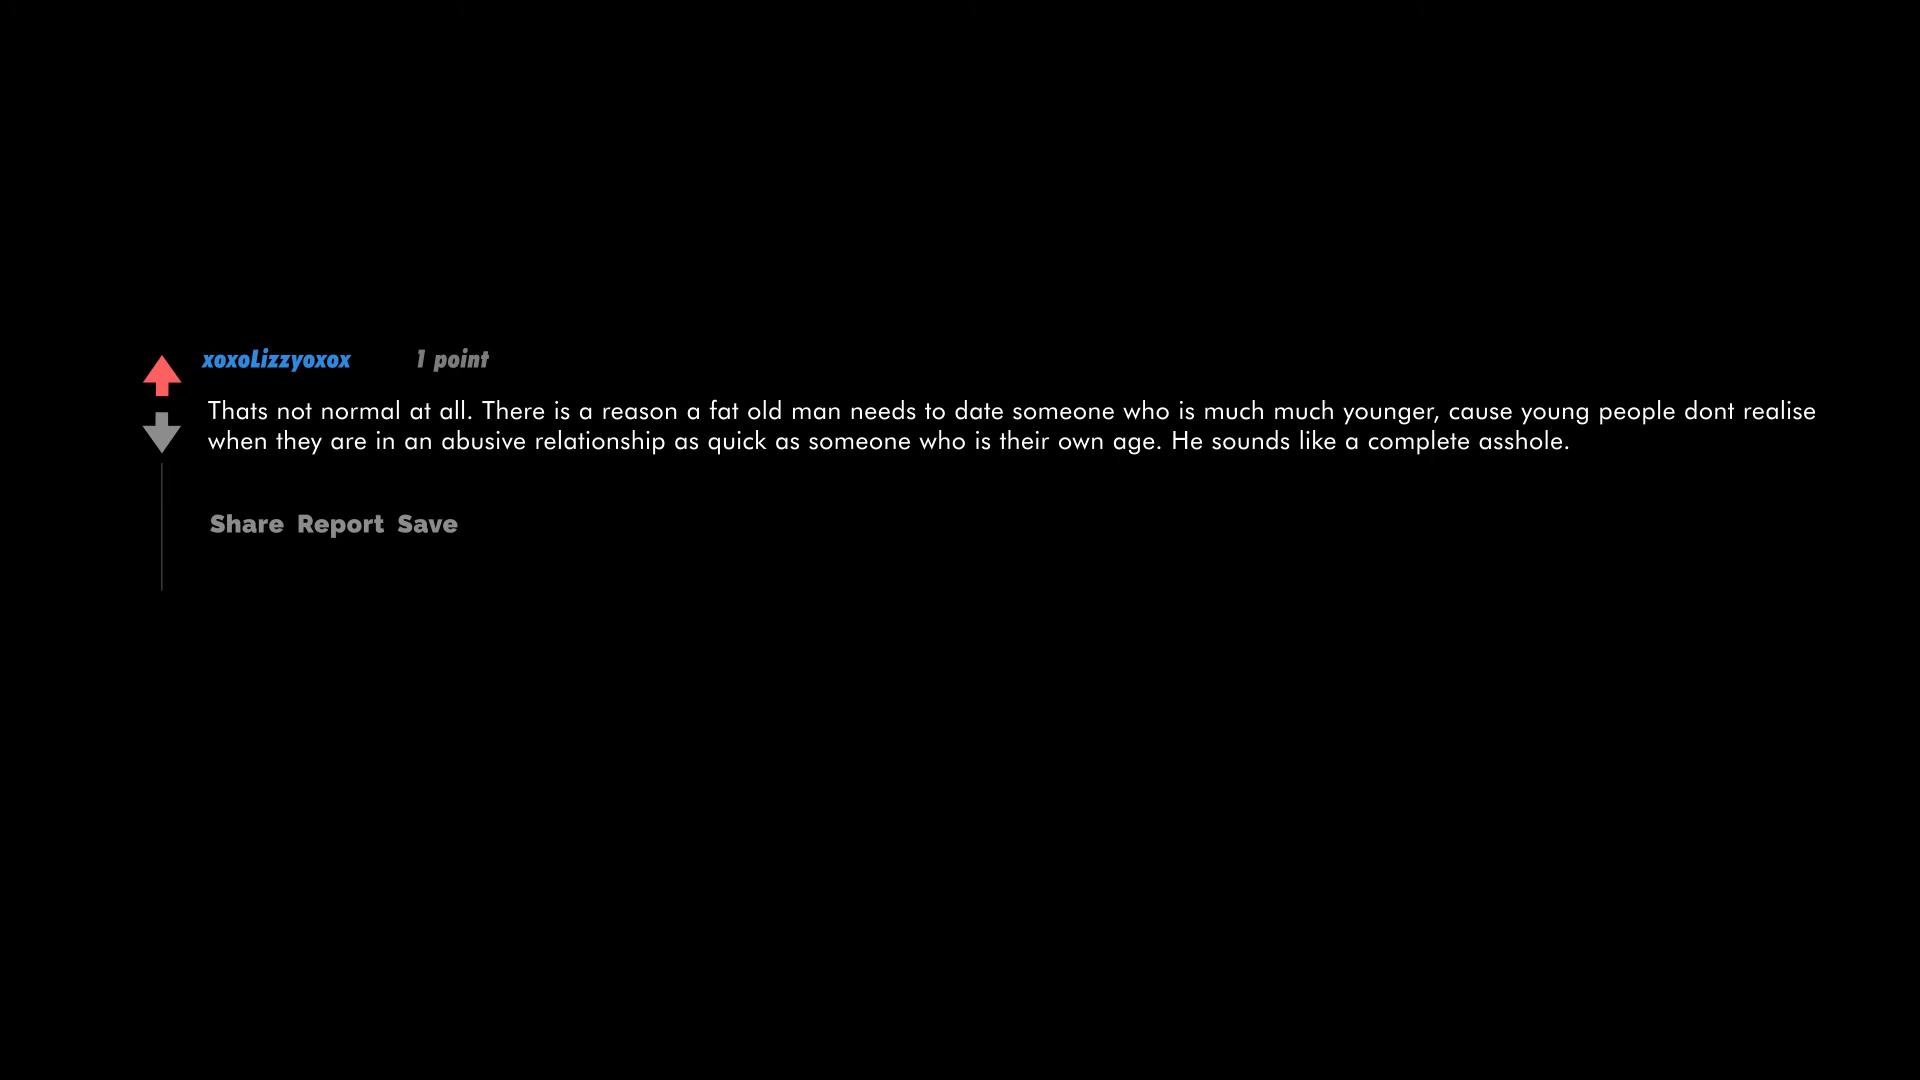 xoxoLizzyoxox 1 point
Thats not normal at all. There is a reason a fat old man needs to date someone who is much much younger, cause young people dont realise
when they are in an abusive relationship as quick as someone who is their own age. He sounds like a complete asshole.
Share Report Save